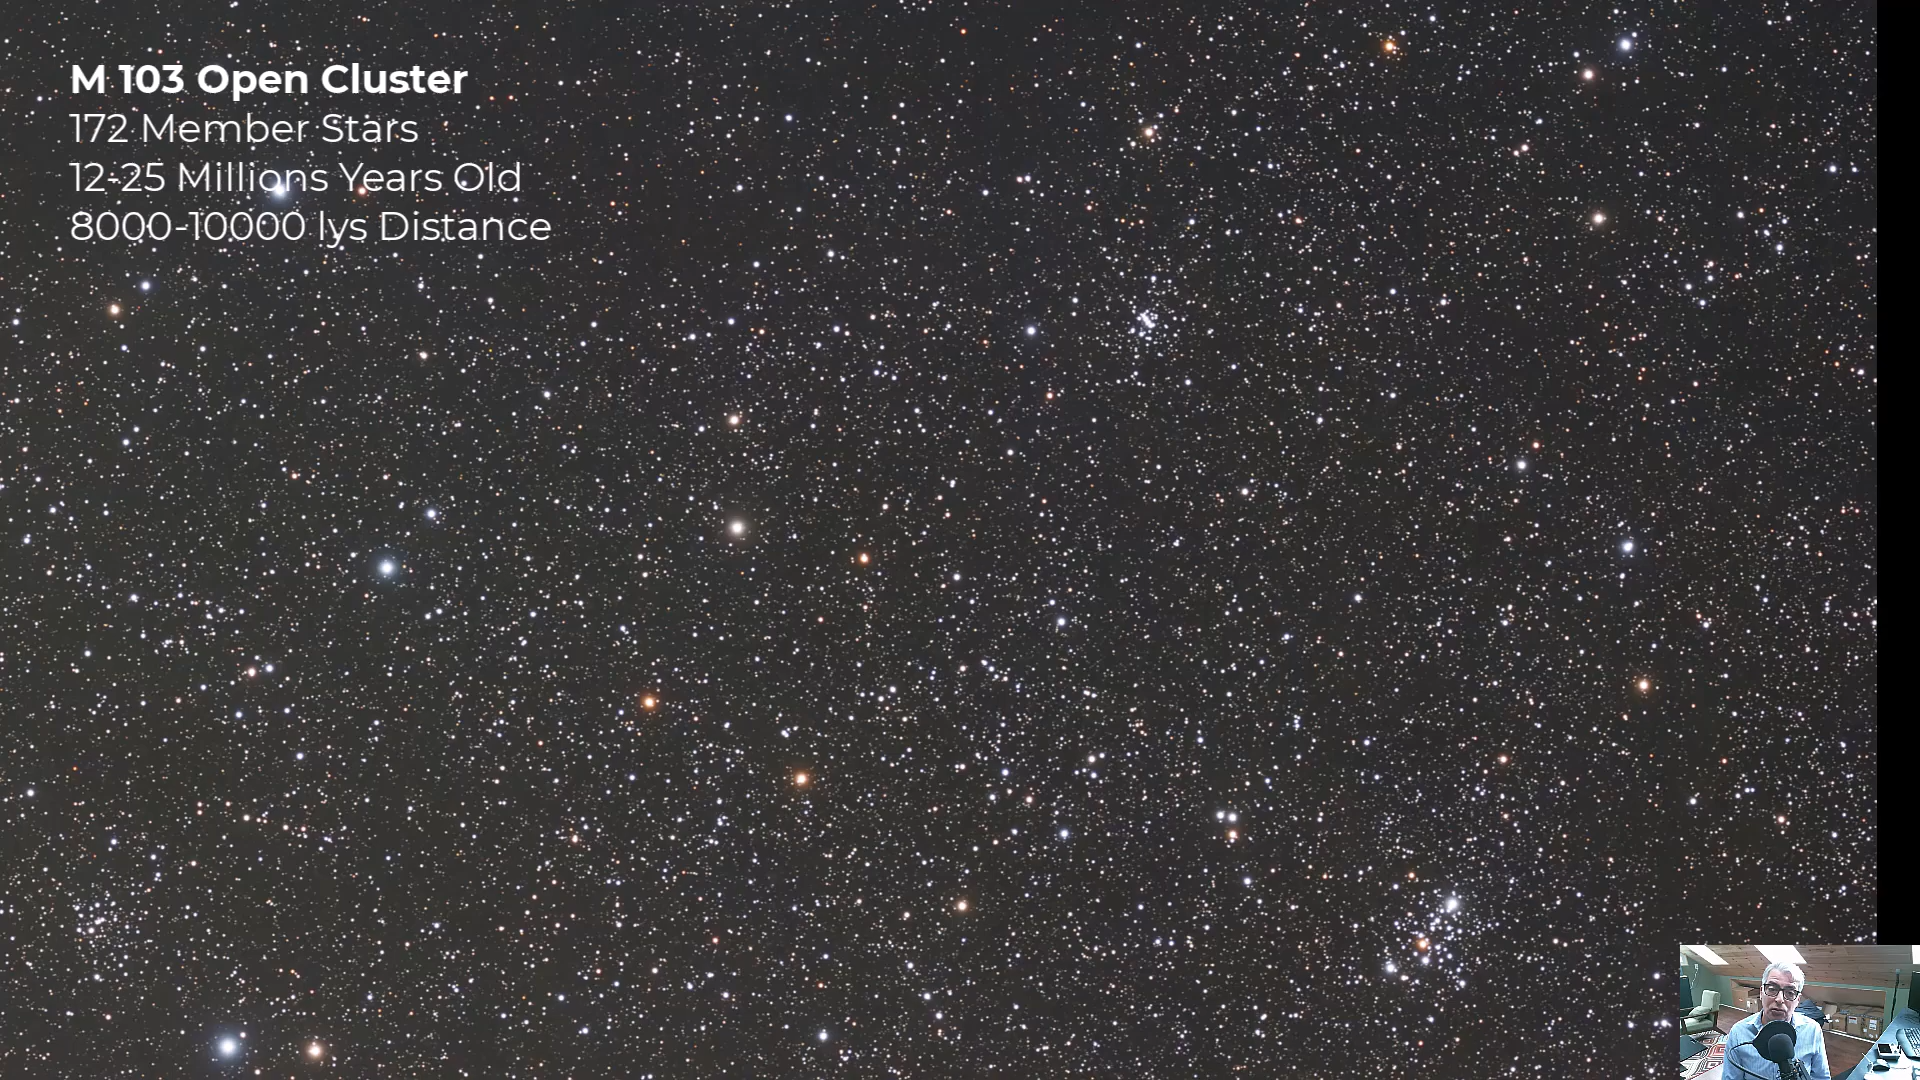 M 103 Open Cluster
172 Member Stars
12-25 Millions Years Old
8000-10000 lys Distance